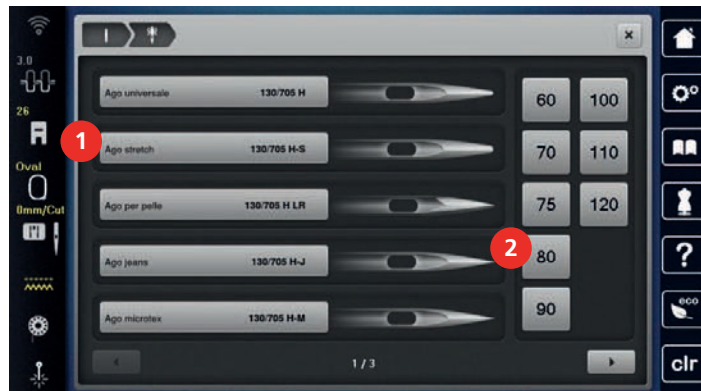 3.0
26
Oval
0mm/Cut
1
Ago universale 130/705 H
Ago stretch 130/705 H-S
Ago per pelle 130/705 H LR
Ago jeans 130/705 H-J
Ago microtex 130/705 H-M
2
60 100
70 110
75 120
80
90
1 / 3
?
eco
clr